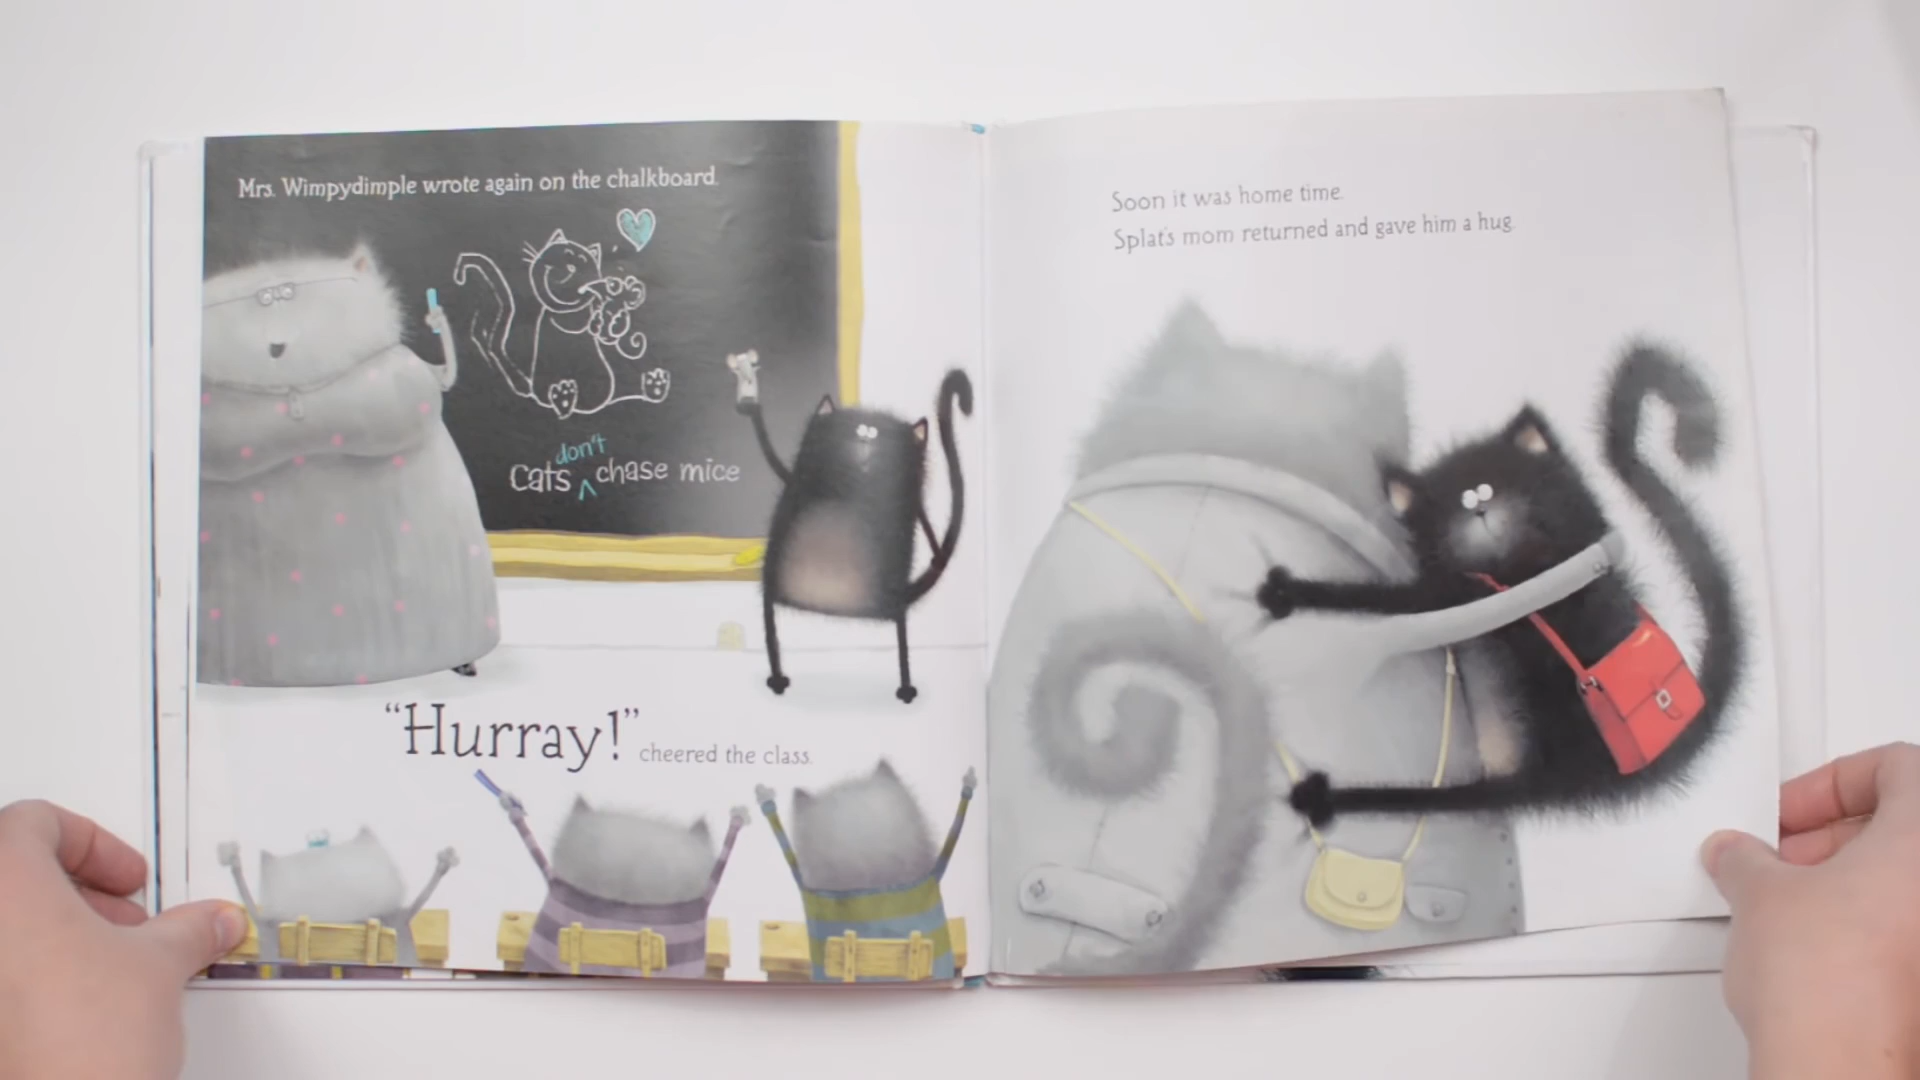 Mrs. Wimpydimple wrote again on the chalkboard.
don't
Cats ^ chase mice
“Hurray!” cheered the class.
Soon it was home time.
Splat's mom returned and gave him a hug.